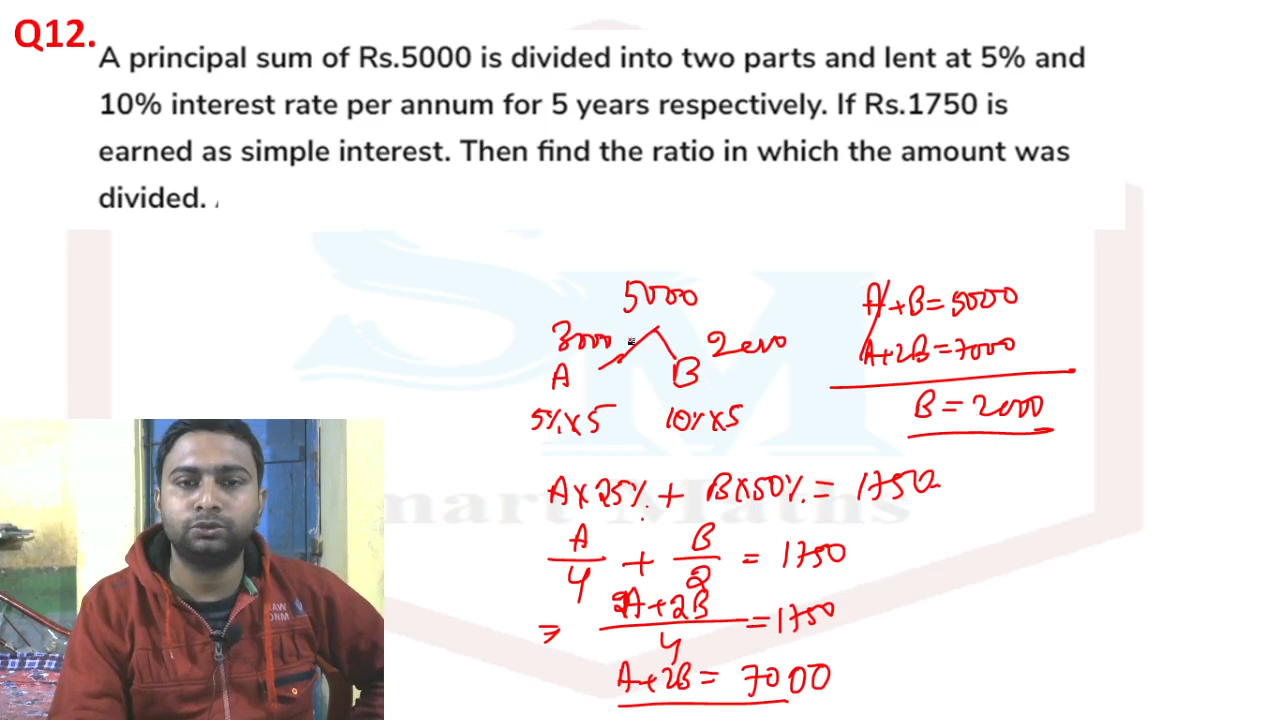 Q12.
A principal sum of Rs.5000 is divided into two parts and lent at 5% and
10% interest rate per annum for 5 years respectively. If Rs.1750 is
earned as simple interest. Then find the ratio in which the amount was
divided.
5000
3000 2000
A B
5%×5 10%×5
A+B=5000
A+2B=7000
B=2000
A×25% + B×50% = 1750
A/4 + B/2 = 1750
⇒ A+2B/4 = 1750
A+2B = 7000
SM
Smart Maths